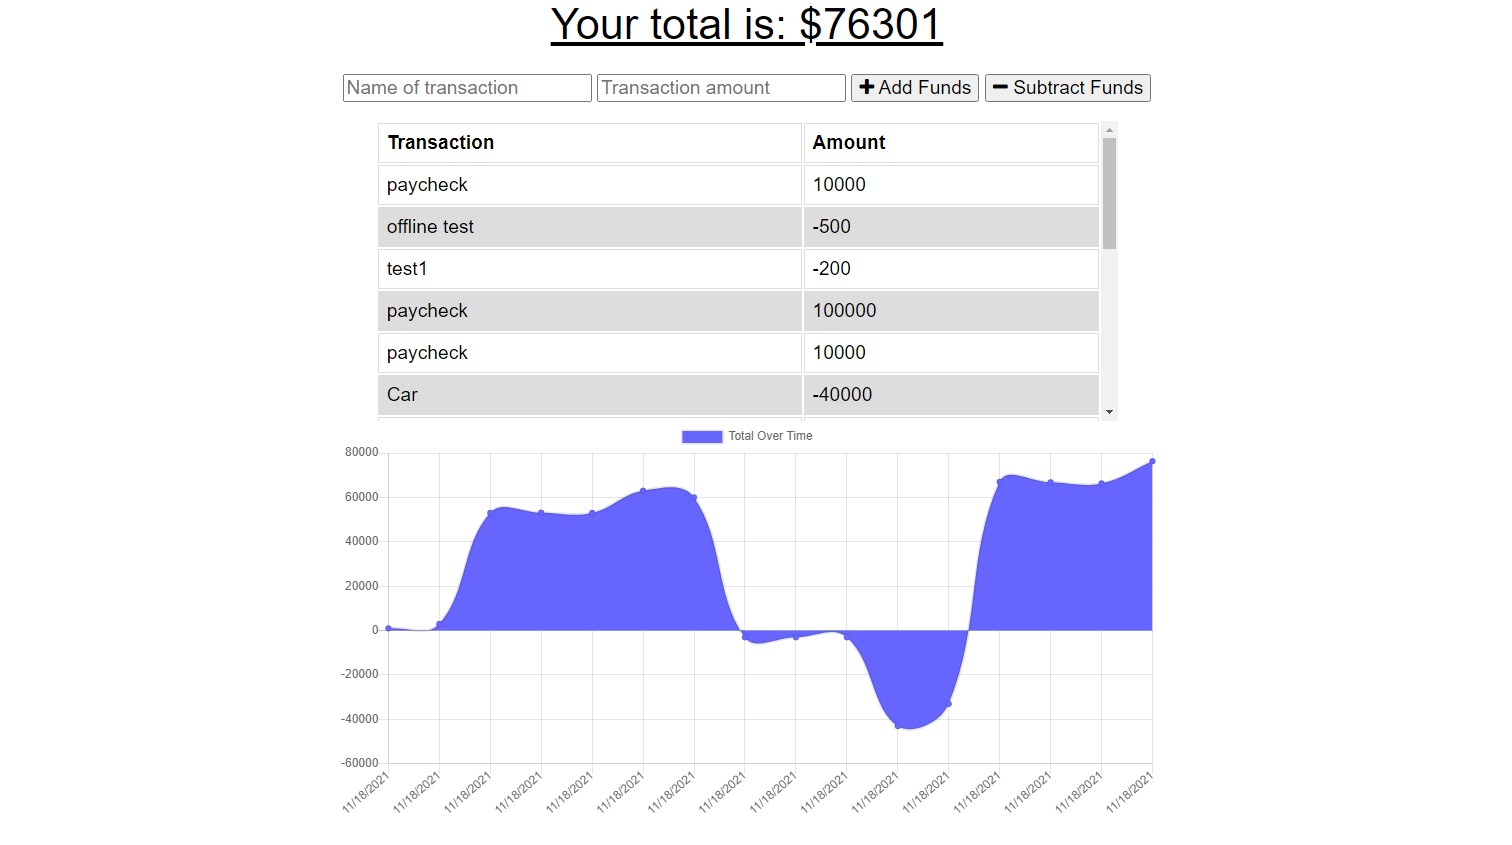 Your total is: $76301
Name of transaction Transaction amount Add Funds Subtract Funds
Transaction Amount
paycheck 10000
offline test -500
test1 -200
paycheck 100000
paycheck 10000
Car -40000
Total Over Time
80000
60000
40000
20000
0
-20000
-40000
-60000
11/18/2021 11/18/2021 11/18/2021 11/18/2021 11/18/2021 11/18/2021 11/18/2021 11/18/2021 11/18/2021 11/18/2021 11/18/2021 11/18/2021 11/18/2021 11/18/2021 11/18/2021 11/18/2021